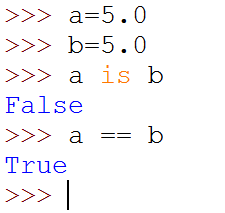 >>> a=5.0
>>> b=5.0
>>> a is b
False
>>> a == b
True
>>>